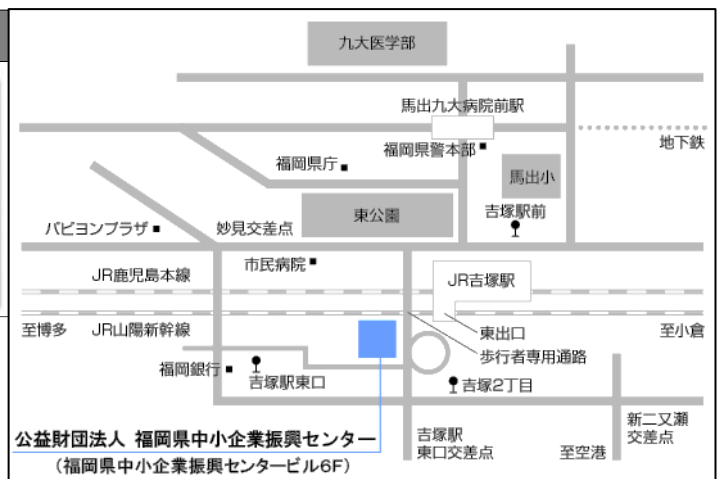 九大医学部
馬出九大病院前駅
地下鉄
福岡県警本部
福岡県庁
馬出小
東公園
吉塚駅前
パピヨンプラザ
妙見交差点
市民病院
JR鹿児島本線
JR吉塚駅
至博多
JR山陽新幹線
東出口
至小倉
歩行者専用通路
福岡銀行
吉塚駅東口
吉塚2丁目
公益財団法人 福岡県中小企業振興センター
(福岡県中小企業振興センタービル6F)
吉塚駅
東口交差点
至空港
新二又瀬
交差点